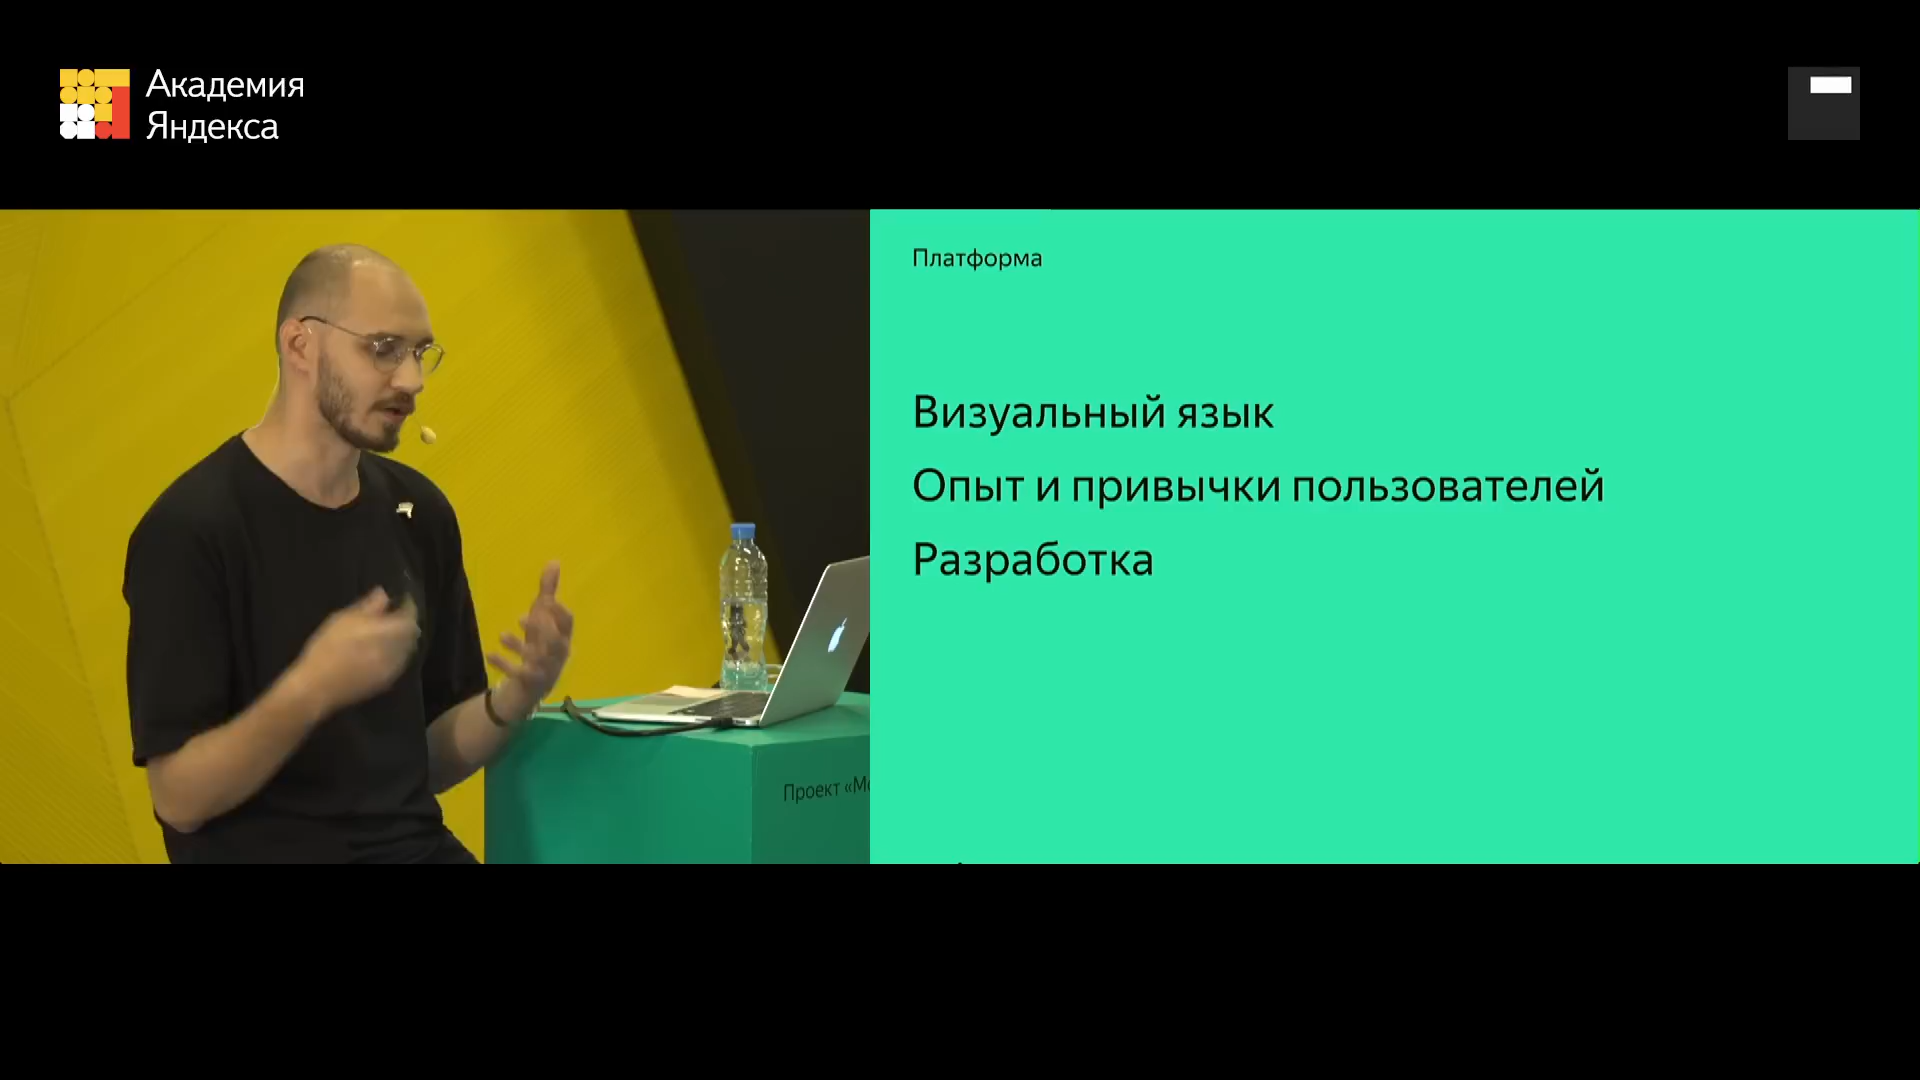 Академия
Яндекса
Платформа
Визуальный язык
Опыт и привычки пользователей
Разработка
Проект